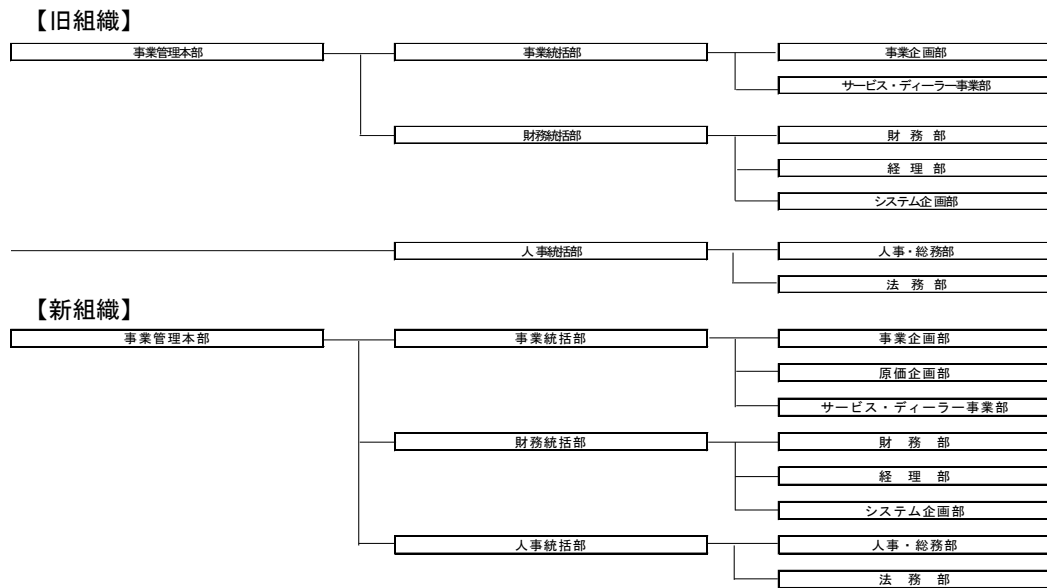 【旧組織】
事業管理本部 事業統括部 事業企画部
サービス・ディーラー事業部
財務統括部 財務部
経理部
システム企画部
人事統括部 人事・総務部
法務部
【新組織】
事業管理本部 事業統括部 事業企画部
原価企画部
サービス・ディーラー事業部
財務統括部 財務部
経理部
システム企画部
人事統括部 人事・総務部
法務部